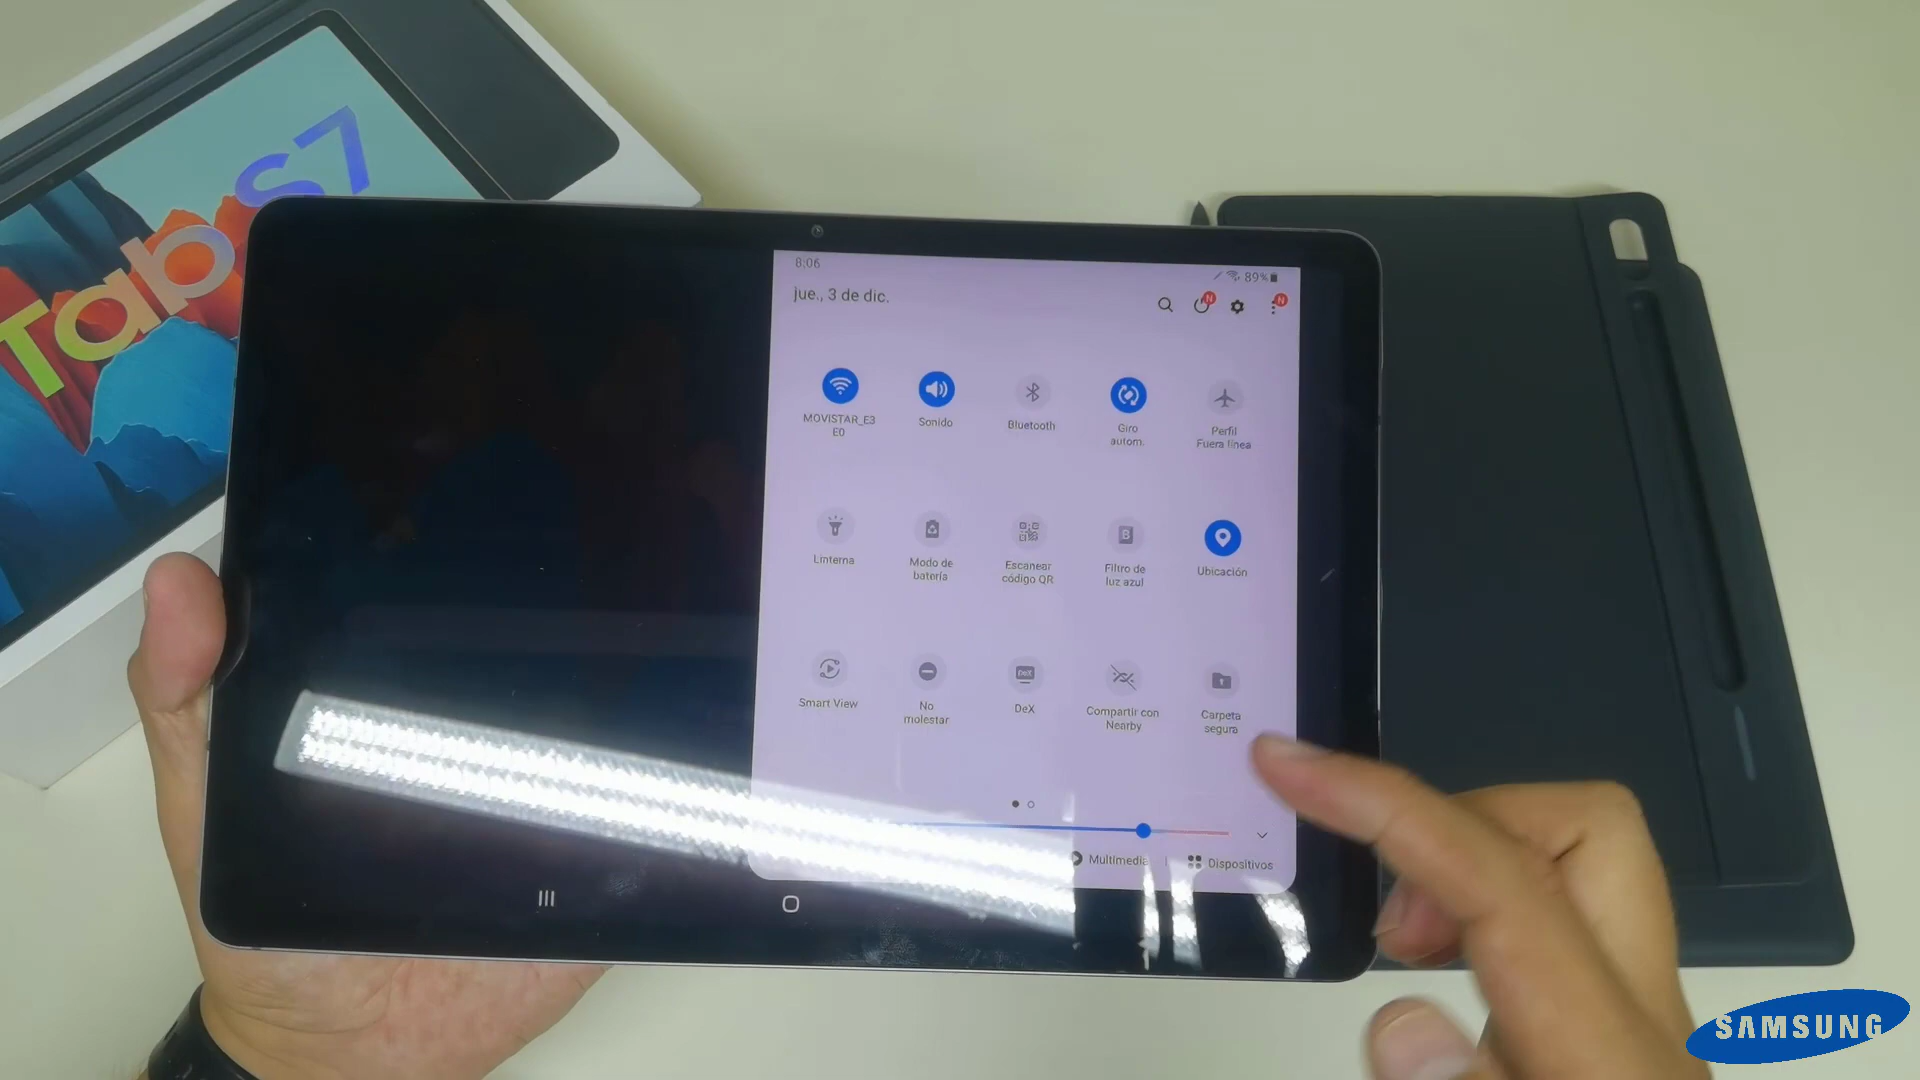 Tab S7
8:06
89%
jue., 3 de dic.
N
N
MOVISTAR_E3
E0
Sonido
Bluetooth
Giro
autom.
Perfil
Fuera línea
Linterna
Modo de
batería
Escanear
código QR
B
Filtro de
luz azul
Ubicación
Smart View
No
molestar
DeX
DeX
Compartir con
Nearby
Carpeta
segura
Multimedia
Dispositivos
SAMSUNG